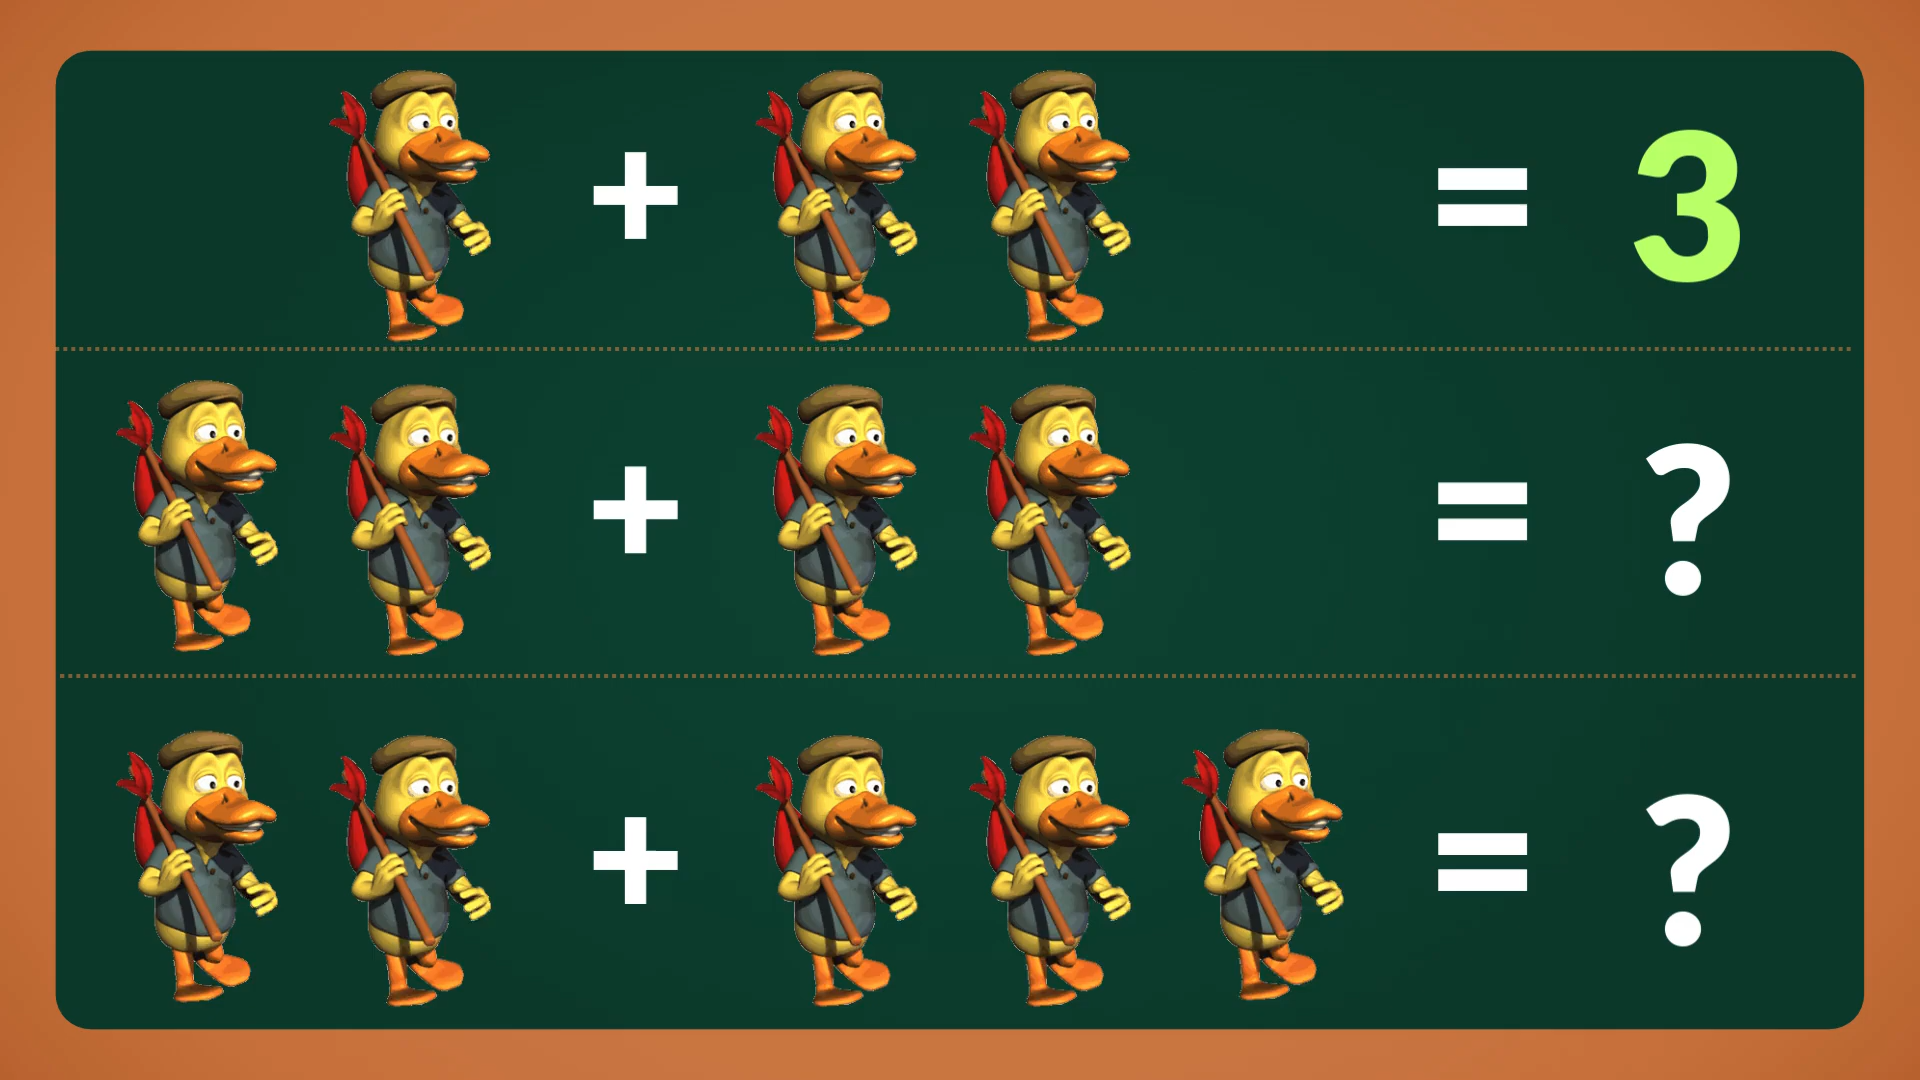 + = 3
+ = ?
+ = ?